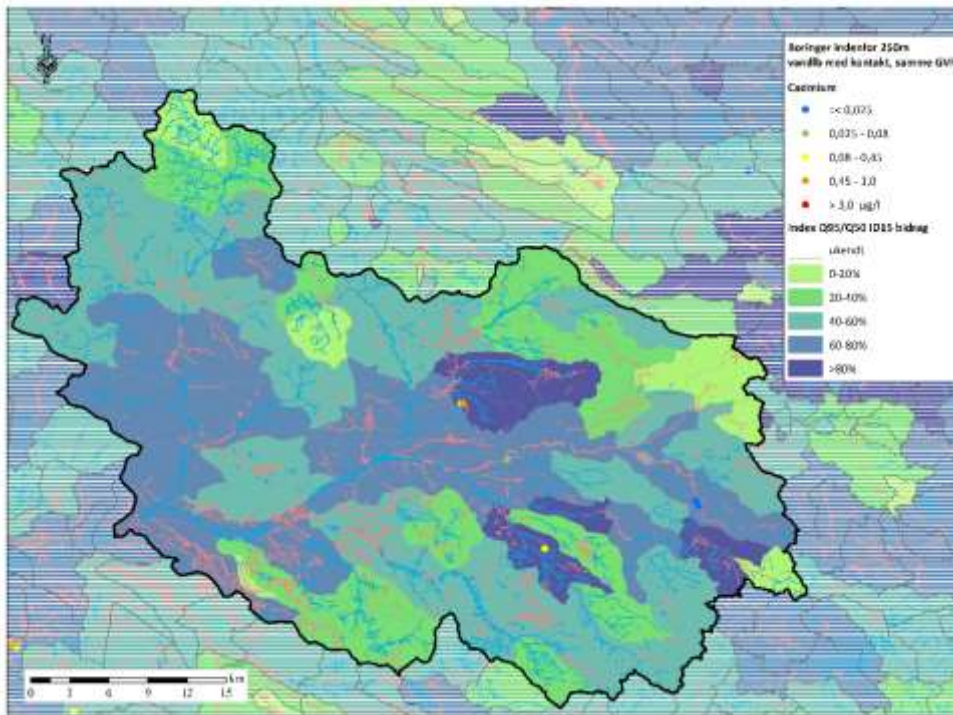 N
Boringer indenfor 250m
vandløb med kontakt, samme GVF
Cadmium
=< 0,025
0,025 - 0,08
0,08 - 0,45
0,45 - 3,0
> 3,0 µg/l
Index Q95/Q50 ID15 bidrag
ukendt
0-20%
20-40%
40-60%
60-80%
>80%
km
0 3 6 9 12 15